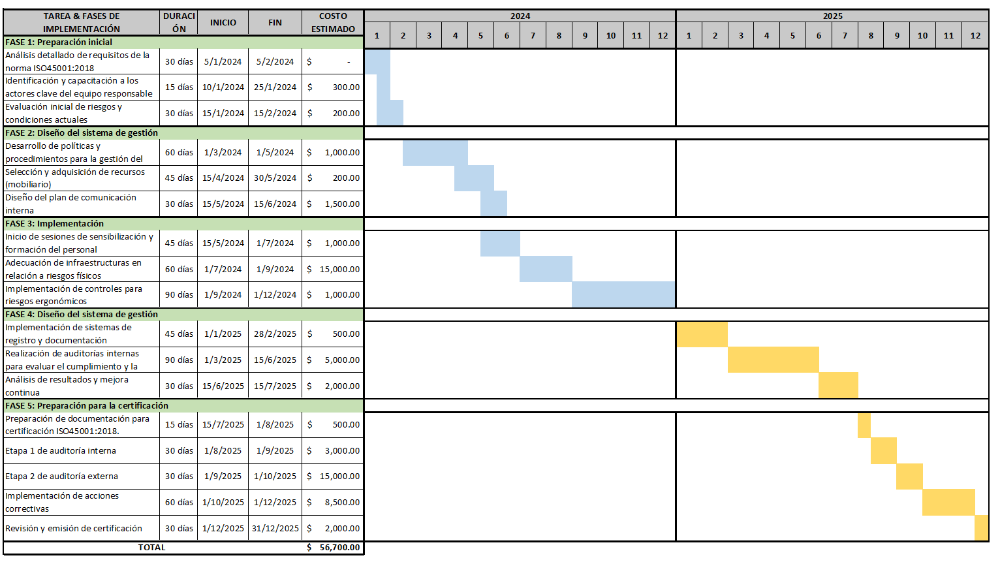 TAREA & FASES DE IMPLEMENTACIÓN DURACIÓN INICIO FIN COSTO ESTIMADO 2024 2025
1 2 3 4 5 6 7 8 9 10 11 12 1 2 3 4 5 6 7 8 9 10 11 12
FASE 1: Preparación inicial
Análisis detallado de requisitos de la
norma ISO45001:2018 30 días 5/1/2024 5/2/2024 $ -
Identificación y capacitación a los
actores clave del equipo responsable 15 días 10/1/2024 25/1/2024 $ 300.00
Evaluación inicial de riesgos y
condiciones actuales 30 días 15/1/2024 15/2/2024 $ 200.00
FASE 2: Diseño del sistema de gestión
Desarrollo de políticas y
procedimientos para la gestión del 60 días 1/3/2024 1/5/2024 $ 1,000.00
Selección y adquisición de recursos
(mobiliario) 45 días 15/4/2024 30/5/2024 $ 200.00
Diseño del plan de comunicación
interna 30 días 15/5/2024 15/6/2024 $ 1,500.00
FASE 3: Implementación
Inicio de sesiones de sensibilización y
formación del personal 45 días 15/5/2024 1/7/2024 $ 1,000.00
Adecuación de infraestructuras en
relación a riesgos físicos 60 días 1/7/2024 1/9/2024 $ 15,000.00
Implementación de controles para
riesgos ergonómicos 90 días 1/9/2024 1/12/2024 $ 1,000.00
FASE 4: Diseño del sistema de gestión
Implementación de sistemas de
registro y documentación 45 días 1/1/2025 28/2/2025 $ 500.00
Realización de auditorías internas
para evaluar el cumplimiento y la 90 días 1/3/2025 15/6/2025 $ 5,000.00
Análisis de resultados y mejora
continua 30 días 15/6/2025 15/7/2025 $ 2,000.00
FASE 5: Preparación para la certificación
Preparación de documentación para
certificación ISO45001:2018. 15 días 15/7/2025 1/8/2025 $ 500.00
Etapa 1 de auditoría interna 30 días 1/8/2025 1/9/2025 $ 3,000.00
Etapa 2 de auditoría externa 30 días 1/9/2025 1/10/2025 $ 15,000.00
Implementación de acciones
correctivas 60 días 1/10/2025 1/12/2025 $ 8,500.00
Revisión y emisión de certificación 30 días 1/12/2025 31/12/2025 $ 2,000.00
TOTAL $ 56,700.00